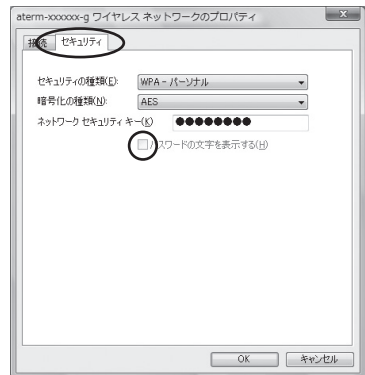 aterm-xxxxxx-g ワイヤレス ネットワークのプロパティ
接続 セキュリティ
セキュリティの種類(E): WPA - パーソナル
暗号化の種類(N): AES
ネットワーク セキュリティ キー(K) ●●●●●●●●
パスワードの文字を表示する(H)
OK キャンセル